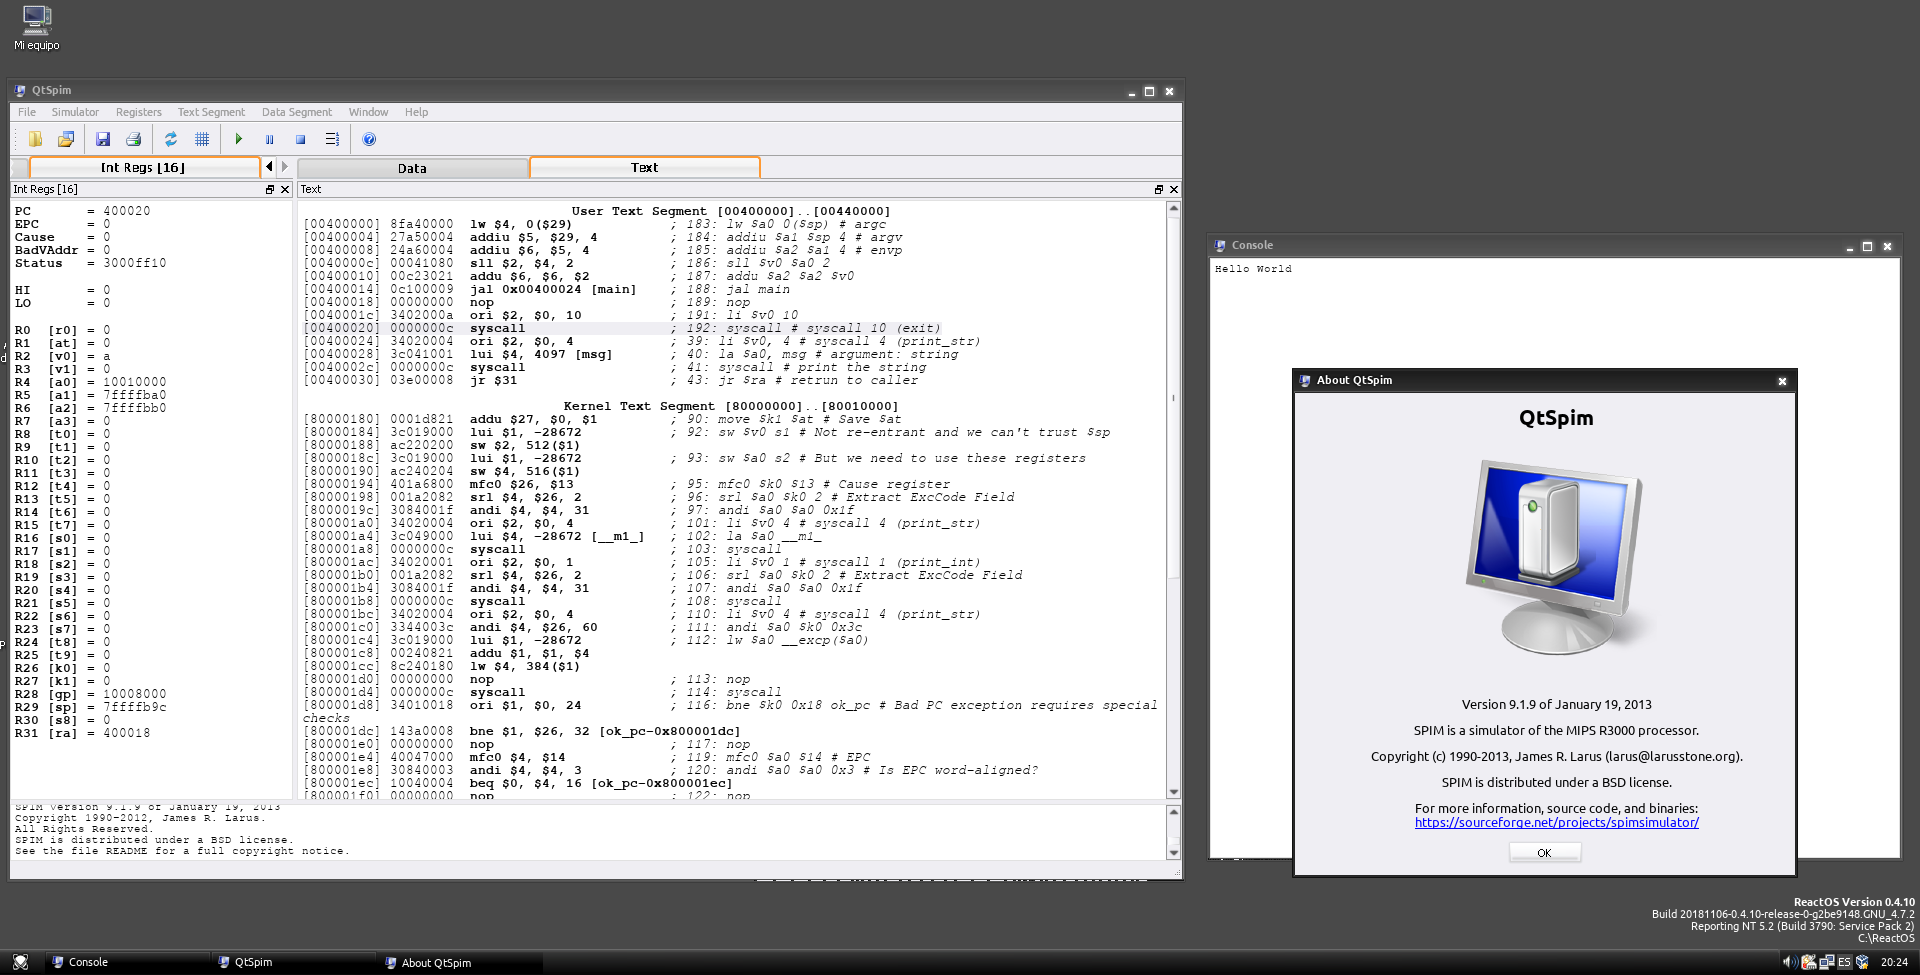 Mi equipo
QtSpim
File Simulator Registers Text Segment Data Segment Window Help
Int Regs [16]
Data
Text
Int Regs [16]
PC = 400020
EPC = 0
Cause = 0
BadVAddr = 0
Status = 3000ff10
HI = 0
LO = 0
R0 [r0] = 0
R1 [at] = 0
R2 [v0] = a
R3 [v1] = 0
R4 [a0] = 10010000
R5 [a1] = 7ffffba0
R6 [a2] = 7ffffbb0
R7 [a3] = 0
R8 [t0] = 0
R9 [t1] = 0
R10 [t2] = 0
R11 [t3] = 0
R12 [t4] = 0
R13 [t5] = 0
R14 [t6] = 0
R15 [t7] = 0
R16 [s0] = 0
R17 [s1] = 0
R18 [s2] = 0
R19 [s3] = 0
R20 [s4] = 0
R21 [s5] = 0
R22 [s6] = 0
R23 [s7] = 0
R24 [t8] = 0
R25 [t9] = 0
R26 [k0] = 0
R27 [k1] = 0
R28 [gp] = 10008000
R29 [sp] = 7ffffb9c
R30 [s8] = 0
R31 [ra] = 400018
Text
User Text Segment [00400000]..[00440000]
[00400000] 8fa40000 lw $4, 0($29) ; 183: lw $a0 0($sp) # argc
[00400004] 27a50004 addiu $5, $29, 4 ; 184: addiu $a1 $sp 4 # argv
[00400008] 24a60004 addiu $6, $5, 4 ; 185: addiu $a2 $a1 4 # envp
[0040000c] 00041080 sll $2, $4, 2 ; 186: sll $v0 $a0 2
[00400010] 00c23021 addu $6, $6, $2 ; 187: addu $a2 $a2 $v0
[00400014] 0c100009 jal 0x00400024 [main] ; 188: jal main
[00400018] 00000000 nop ; 189: nop
[0040001c] 3402000a ori $2, $0, 10 ; 191: li $v0 10
[00400020] 0000000c syscall ; 192: syscall # syscall 10 (exit)
[00400024] 34020004 ori $2, $0, 4 ; 39: li $v0, 4 # syscall 4 (print_str)
[00400028] 3c041001 lui $4, 4097 [msg] ; 40: la $a0, msg # argument: string
[0040002c] 0000000c syscall ; 41: syscall # print the string
[00400030] 03e00008 jr $31 ; 43: jr $ra # retrun to caller
Kernel Text Segment [80000000]..[80010000]
[80000180] 0001d821 addu $27, $0, $1 ; 90: move $k1 $at # Save $at
[80000184] 3c019000 lui $1, -28672 ; 92: sw $v0 s1 # Not re-entrant and we can't trust $sp
[80000188] ac220200 sw $2, 512($1)
[8000018c] 3c019000 lui $1, -28672 ; 93: sw $a0 s2 # But we need to use these registers
[80000190] ac240204 sw $4, 516($1)
[80000194] 401a6800 mfc0 $26, $13 ; 95: mfc0 $k0 $13 # Cause register
[80000198] 001a2082 srl $4, $26, 2 ; 96: srl $a0 $k0 2 # Extract ExcCode Field
[8000019c] 3084001f andi $4, $4, 31 ; 97: andi $a0 $a0 0x1f
[800001a0] 34020004 ori $2, $0, 4 ; 101: li $v0 4 # syscall 4 (print_str)
[800001a4] 3c049000 lui $4, -28672 [__m1_] ; 102: la $a0 __m1_
[800001a8] 0000000c syscall ; 103: syscall
[800001ac] 34020001 ori $2, $0, 1 ; 105: li $v0 1 # syscall 1 (print_int)
[800001b0] 001a2082 srl $4, $26, 2 ; 106: srl $a0 $k0 2 # Extract ExcCode Field
[800001b4] 3084001f andi $4, $4, 31 ; 107: andi $a0 $a0 0x1f
[800001b8] 0000000c syscall ; 108: syscall
[800001bc] 34020004 ori $2, $0, 4 ; 110: li $v0 4 # syscall 4 (print_str)
[800001c0] 3344003c andi $4, $26, 60 ; 111: andi $a0 $k0 0x3c
[800001c4] 3c019000 lui $1, -28672 ; 112: lw $a0 __excp($a0)
[800001c8] 00240821 addu $1, $1, $4
[800001cc] 8c240180 lw $4, 384($1)
[800001d0] 00000000 nop ; 113: nop
[800001d4] 0000000c syscall ; 114: syscall
[800001d8] 34010018 ori $1, $0, 24 ; 116: bne $k0 0x18 ok_pc # Bad PC exception requires special
checks
[800001dc] 143a0008 bne $1, $26, 32 [ok_pc-0x800001dc]
[800001e0] 00000000 nop ; 117: nop
[800001e4] 40047000 mfc0 $4, $14 ; 119: mfc0 $a0 $14 # EPC
[800001e8] 30840003 andi $4, $4, 3 ; 120: andi $a0 $a0 0x3 # Is EPC word-aligned?
[800001ec] 10040004 beq $0, $4, 16 [ok_pc-0x800001ec]
[800001f0] 00000000 nop ; 122: nop
SPIM Version 9.1.9 of January 19, 2013
Copyright 1990-2012, James R. Larus.
All Rights Reserved.
SPIM is distributed under a BSD license.
See the file README for a full copyright notice.
Console
Hello World
About QtSpim
QtSpim
Version 9.1.9 of January 19, 2013
SPIM is a simulator of the MIPS R3000 processor.
Copyright (c) 1990-2013, James R. Larus (larus@larusstone.org).
SPIM is distributed under a BSD license.
For more information, source code, and binaries:
https://sourceforge.net/projects/spimsimulator/
OK
ReactOS Version 0.4.10
Build 20181106-0.4.10-release-0-g2be9148.GNU_4.7.2
Reporting NT 5.2 (Build 3790: Service Pack 2)
C:\ReactOS
Console
QtSpim
About QtSpim
ES
20:24